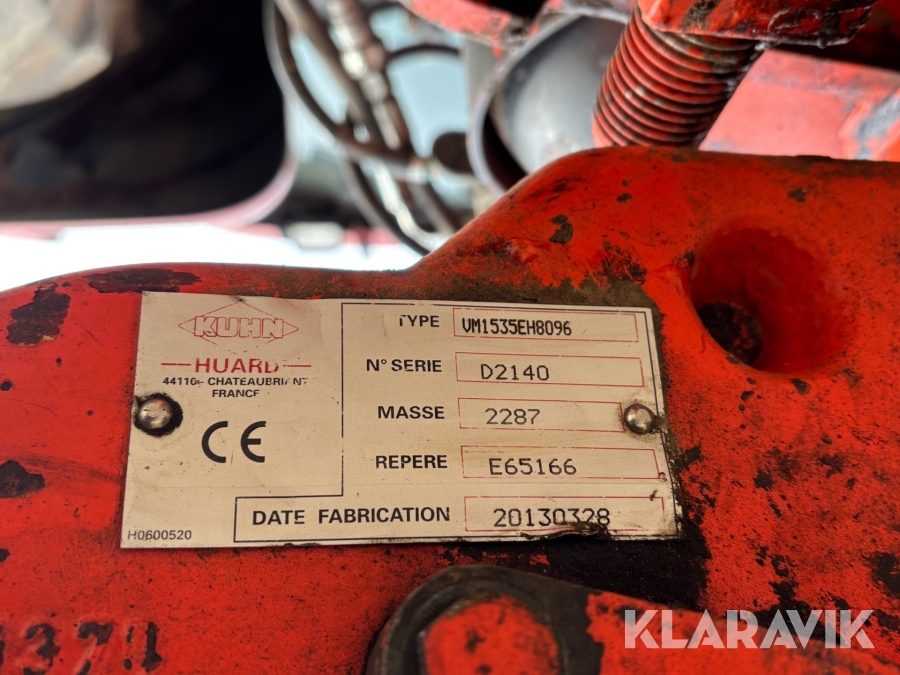 KUHN
HUARD
44110 - CHATEAUBRIANT
FRANCE
CE
H0600520
TYPE VM1535EH8096
N° SERIE D2140
MASSE 2287
REPERE E65166
DATE FABRICATION 20130328
KLARAVIK